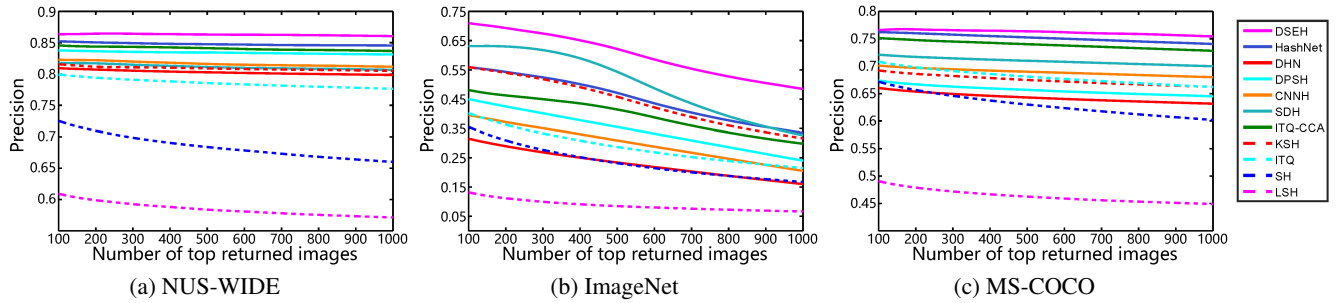 0.9
0.85
0.8
0.75
0.7
0.65
0.6
Precision
100 200 300 400 500 600 700 800 900 1000
Number of top returned images
(a) NUS-WIDE
0.75
0.65
0.55
0.45
0.35
0.25
0.15
0.05
Precision
100 200 300 400 500 600 700 800 900 1000
Number of top returned images
(b) ImageNet
0.8
0.75
0.7
0.65
0.6
0.55
0.5
0.45
Precision
100 200 300 400 500 600 700 800 900 1000
Number of top returned images
(c) MS-COCO
DSEH
HashNet
DHN
DPSH
CNNH
SDH
ITQ-CCA
KSH
ITQ
SH
LSH